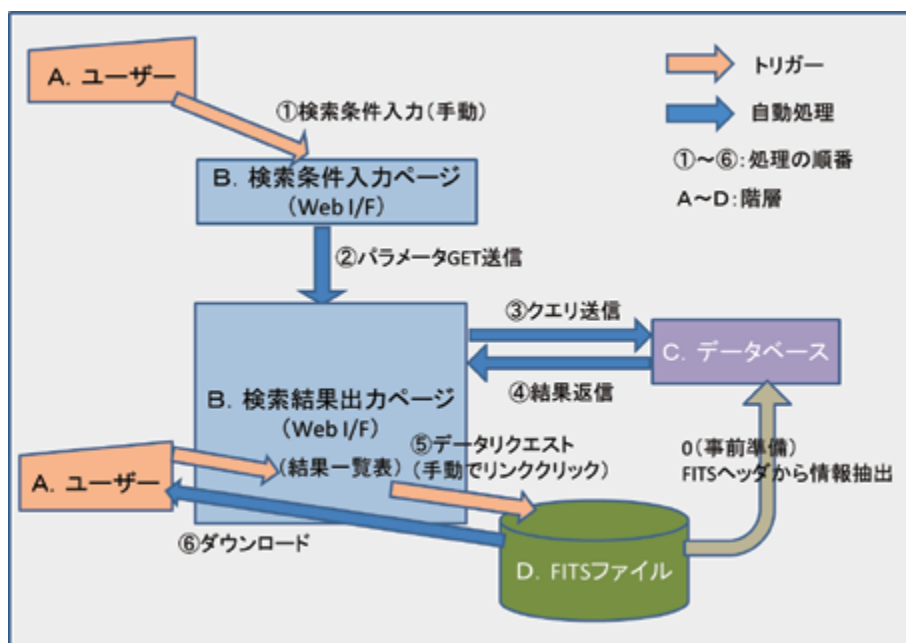 A．ユーザー
トリガー
①検索条件入力（手動）
自動処理
①～⑥：処理の順番
B．検索条件入力ページ
（Web I/F）
A～D：階層
②パラメータGET送信
③クエリ送信
C．データベース
④結果返信
B．検索結果出力ページ
（Web I/F）
⑤データリクエスト
（手動でリンククリック）
（結果一覧表）
0（事前準備）
FITSヘッダから情報抽出
A．ユーザー
⑥ダウンロード
D．FITSファイル